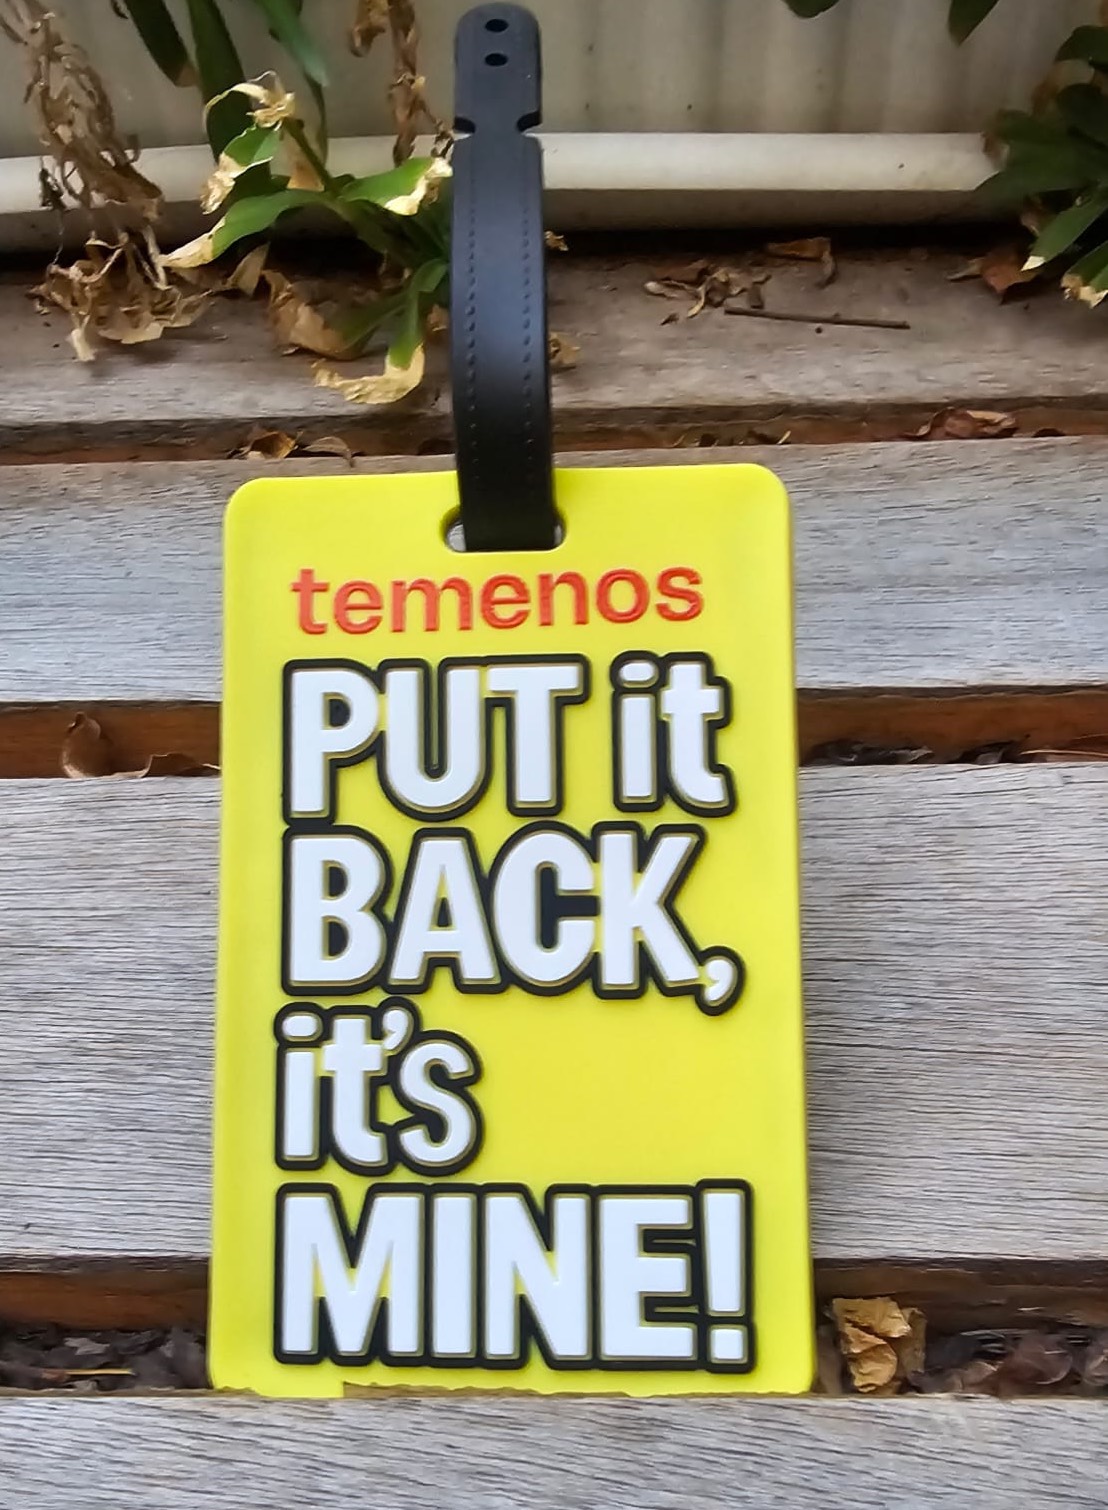 temenos
PUT it
BACK,
it's
MINE!